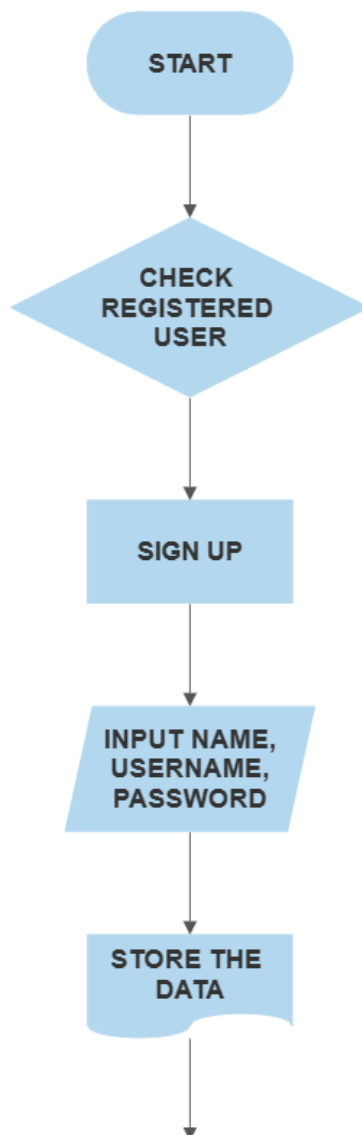 START
CHECK
REGISTERED
USER
SIGN UP
INPUT NAME,
USERNAME,
PASSWORD
STORE THE
DATA